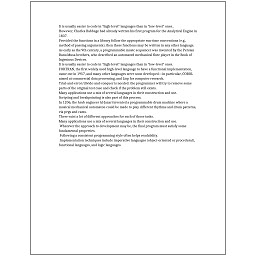 It is usually easier to code in "high-level" languages than in "low-level" ones.
However, Charles Babbage had already written his first program for the Analytical Engine in
1837.
Provided the functions in a library follow the appropriate run-time conventions (e.g.,
method of passing arguments), then these functions may be written in any other language.
As early as the 9th century, a programmable music sequencer was invented by the Persian
Banu Musa brothers, who described an automated mechanical flute player in the Book of
Ingenious Devices.
It is usually easier to code in "high-level" languages than in "low-level" ones.
FORTRAN, the first widely used high-level language to have a functional implementation,
came out in 1957, and many other languages were soon developed—in particular, COBOL
aimed at commercial data processing, and Lisp for computer research.
Trial-and-error/divide-and-conquer is needed: the programmer will try to remove some
parts of the original test case and check if the problem still exists.
Many applications use a mix of several languages in their construction and use.
Scripting and breakpointing is also part of this process.
In 1206, the Arab engineer Al-Jazari invented a programmable drum machine where a
musical mechanical automaton could be made to play different rhythms and drum patterns,
via pegs and cams.
There exist a lot of different approaches for each of those tasks.
Many applications use a mix of several languages in their construction and use.
Whatever the approach to development may be, the final program must satisfy some
fundamental properties.
Following a consistent programming style often helps readability.
Implementation techniques include imperative languages (object-oriented or procedural),
functional languages, and logic languages.